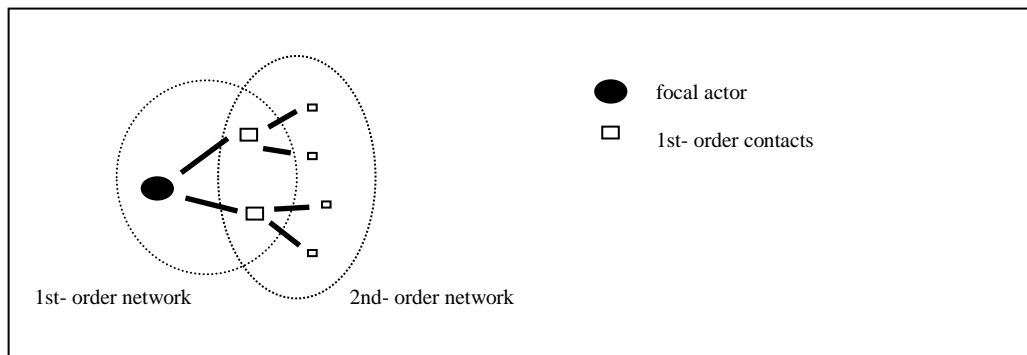 focal actor
1st- order contacts
1st- order network
2nd- order network